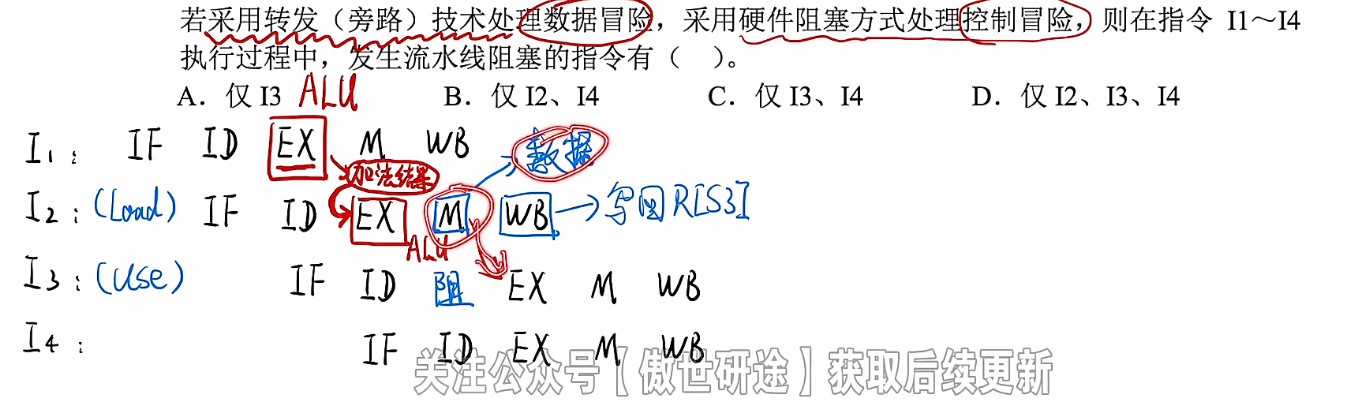 若采用转发（旁路）技术处理数据冒险，采用硬件阻塞方式处理控制冒险，则在指令 I1～I4
执行过程中，发生流水线阻塞的指令有（　）。
A．仅 I3 ALU B．仅 I2、I4 C．仅 I3、I4 D．仅 I2、I3、I4
I1： IF ID EX M WB 数据
加法结果
I2：(Load) IF ID EX M WB → 写回R[S3]
ALU
I3：(Use) IF ID 阻 EX M WB
I4： IF ID EX M WB
关注公众号【傲世研途】获取后续更新